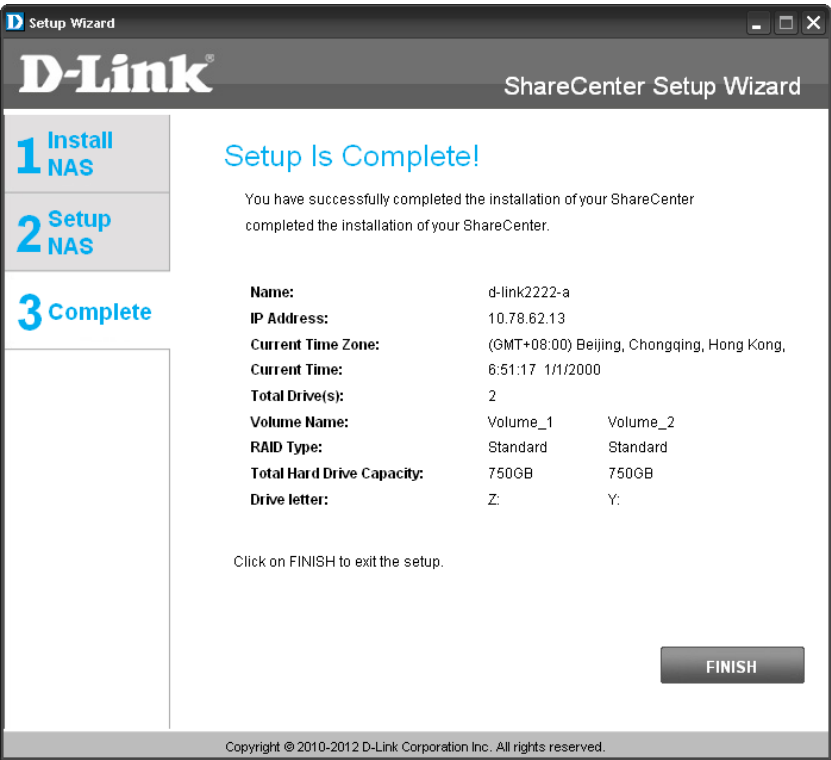 Setup Wizard
D-Link®
ShareCenter Setup Wizard
1 Install
NAS
2 Setup
NAS
3 Complete
Setup Is Complete!
You have successfully completed the installation of your ShareCenter
completed the installation of your ShareCenter.
Name: d-link2222-a
IP Address: 10.78.62.13
Current Time Zone: (GMT+08:00) Beijing, Chongqing, Hong Kong,
Current Time: 6:51:17 1/1/2000
Total Drive(s): 2
Volume Name: Volume_1 Volume_2
RAID Type: Standard Standard
Total Hard Drive Capacity: 750GB 750GB
Drive letter: Z: Y:
Click on FINISH to exit the setup.
FINISH
Copyright © 2010-2012 D-Link Corporation Inc. All rights reserved.